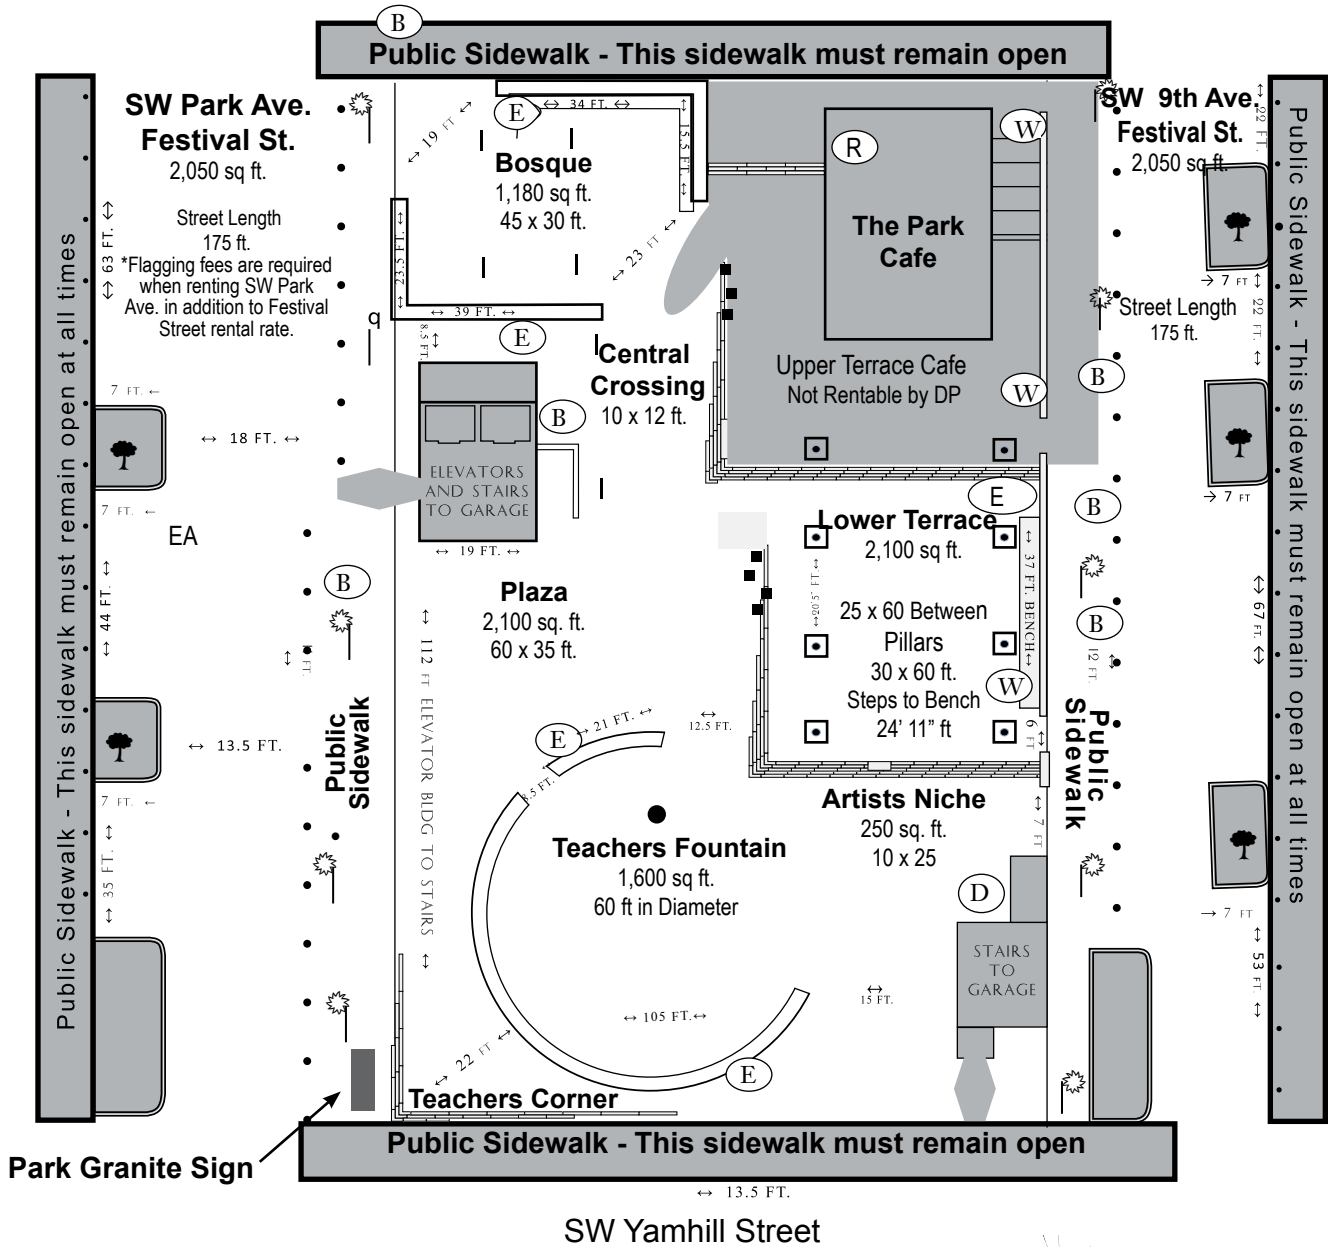 B
Public Sidewalk - This sidewalk must remain open
SW Park Ave.
Festival St.
2,050 sq ft.
Street Length
175 ft.
*Flagging fees are required
when renting SW Park
Ave. in addition to Festival
Street rental rate.
Public Sidewalk - This sidewalk must remain open at all times
63 FT.
7 FT.
18 FT.
7 FT.
EA
44 FT.
13.5 FT.
7 FT.
35 FT.
B
FT.
Public
Sidewalk
q
19 FT
E
34 FT.
15.5 FT.
Bosque
1,180 sq ft.
45 x 30 ft.
23 FT
23.5 FT.
39 FT.
8.5 FT.
E
Central
Crossing
10 x 12 ft.
B
ELEVATORS
AND STAIRS
TO GARAGE
19 FT.
R
W
The Park
Cafe
Upper Terrace Cafe
Not Rentable by DP
W
E
Lower Terrace
2,100 sq ft.
20'5" FT
37 FT. BENCH
25 x 60 Between
Pillars
30 x 60 ft.
Steps to Bench
24' 11" ft
W
6 FT
Plaza
2,100 sq. ft.
60 x 35 ft.
112 FT ELEVATOR BLDG TO STAIRS
21 FT.
12.5 FT.
E
3.5 FT.
Teachers Fountain
1,600 sq ft.
60 ft in Diameter
105 FT.
Artists Niche
250 sq. ft.
10 x 25
7 FT
D
STAIRS
TO
GARAGE
15 FT.
22 FT
E
Teachers Corner
SW 9th Ave.
Festival St.
2,050 sq ft.
22 FT.
7 FT
22 FT.
Street Length
175 ft.
B
7 FT
B
B
12 FT.
67 FT.
Public
Sidewalk
7 FT
53 FT.
Public Sidewalk - This sidewalk must remain open at all times
Public Sidewalk - This sidewalk must remain open
Park Granite Sign
13.5 FT.
SW Yamhill Street